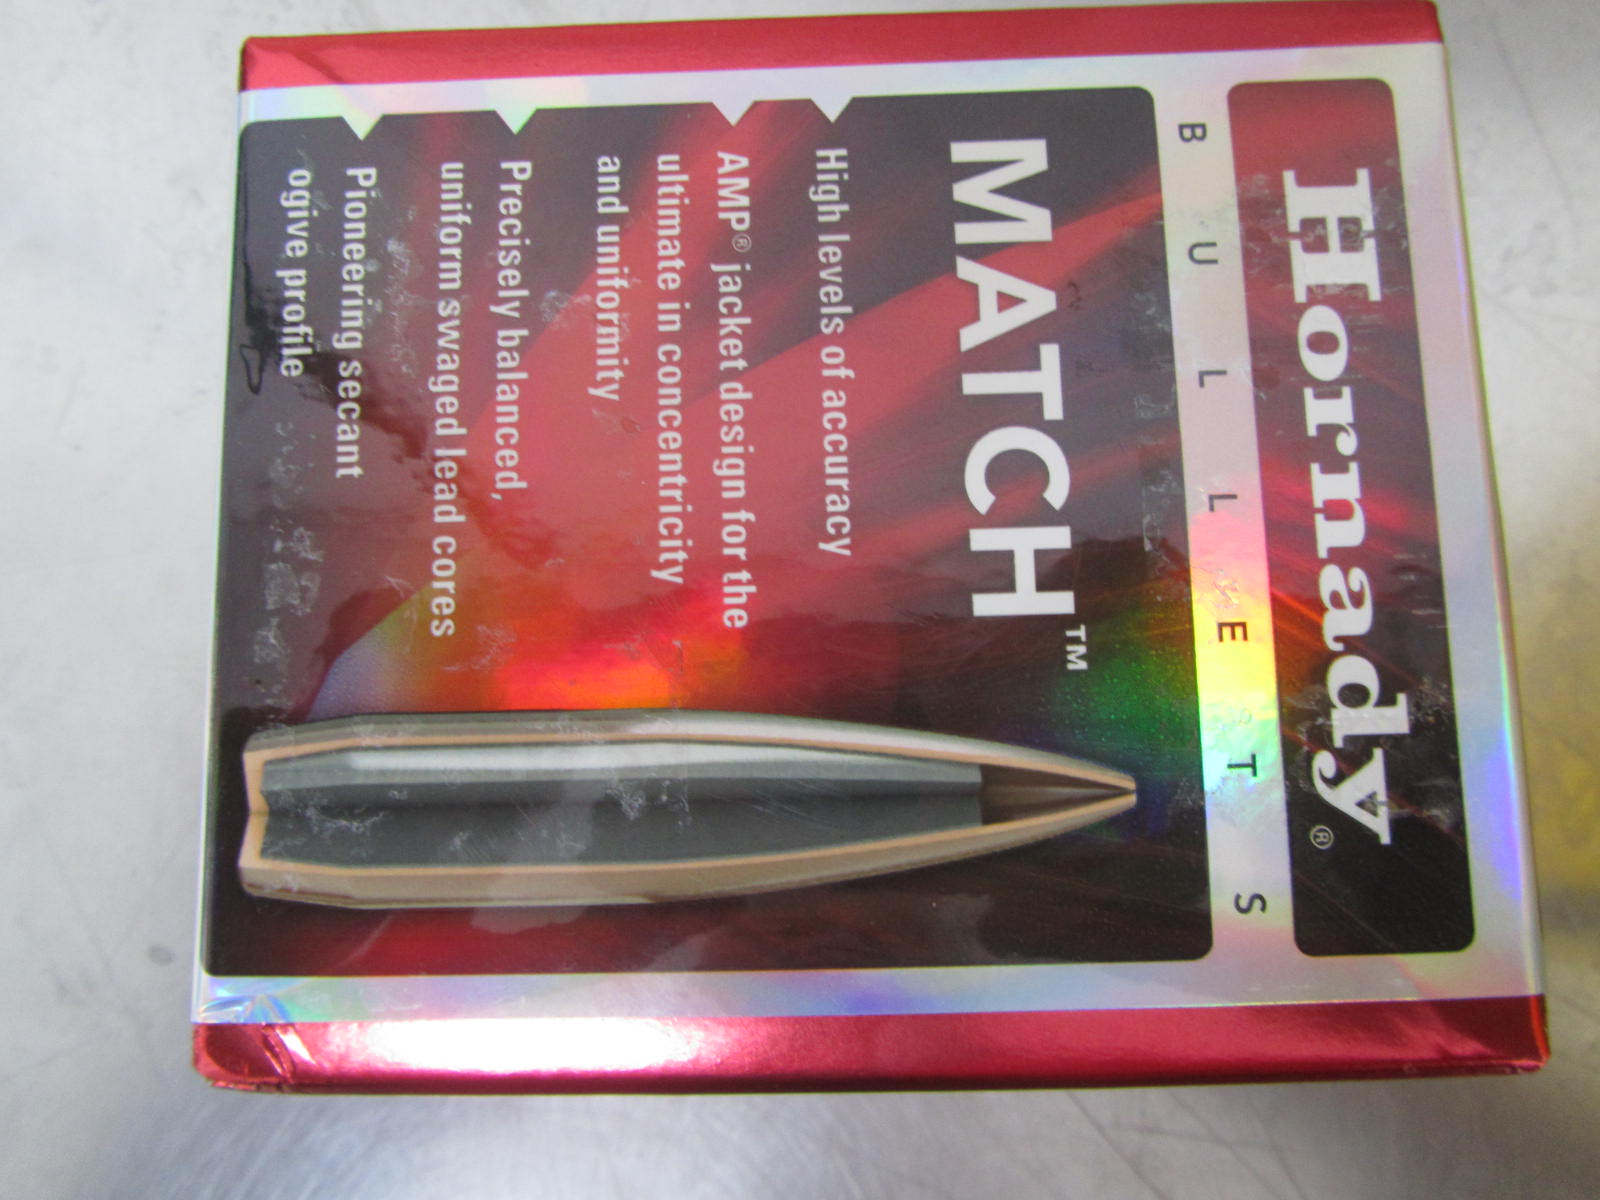 Hornady®
BULLETS
MATCH™
High levels of accuracy
AMP® jacket design for the
ultimate in concentricity
and uniformity
Precisely balanced,
uniform swaged lead cores
Pioneering secant
ogive profile